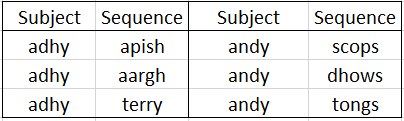 Subject Sequence Subject Sequence
adhy apish andy scops
adhy aargh andy dhows
adhy terry andy tongs